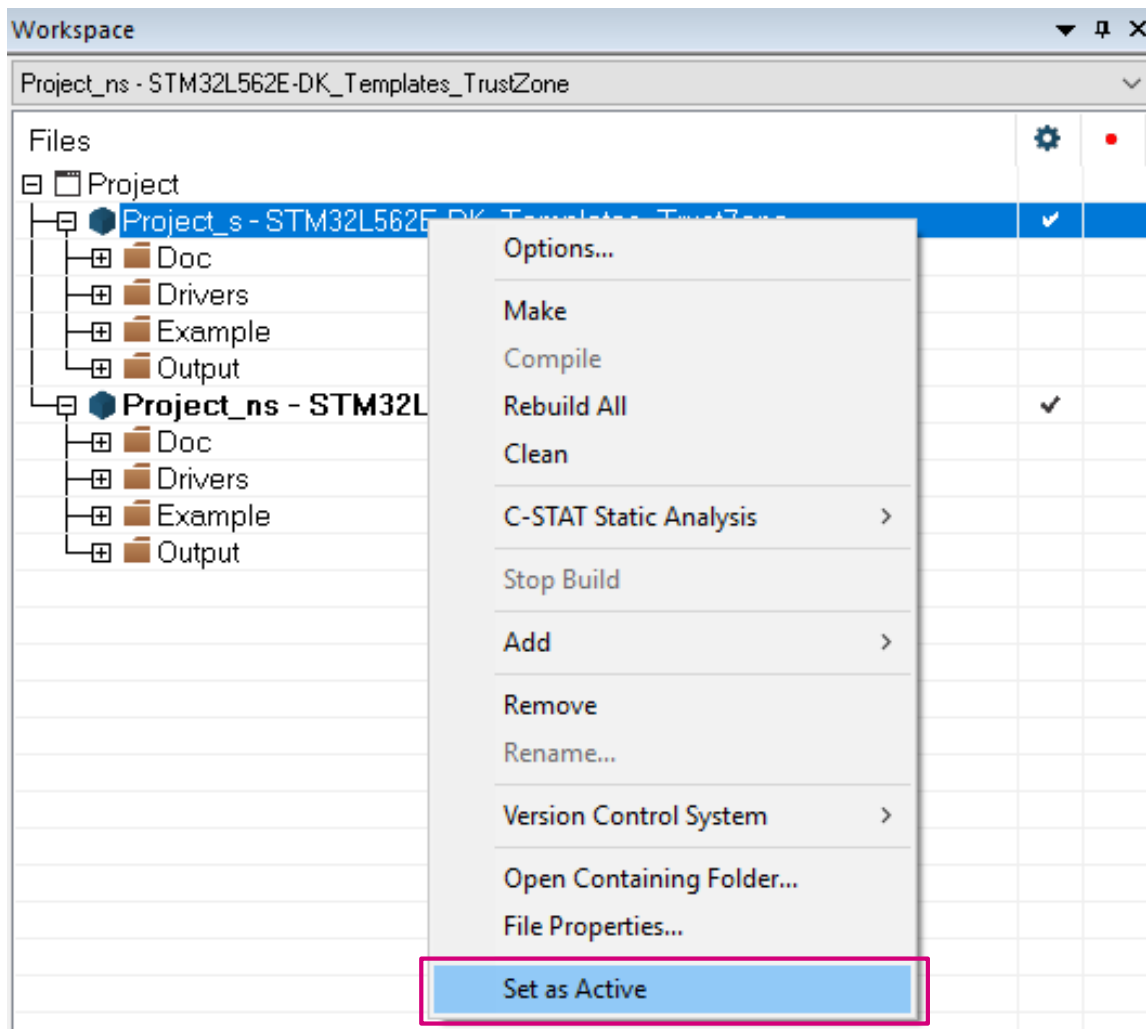 Workspace
Project_ns - STM32L562E-DK_Templates_TrustZone
Files
Project
Project_s - STM32L562E-DK_Templates_TrustZone
Doc
Drivers
Example
Output
Project_ns - STM32L
Doc
Drivers
Example
Output
Options...
Make
Compile
Rebuild All
Clean
C-STAT Static Analysis
Stop Build
Add
Remove
Rename...
Version Control System
Open Containing Folder...
File Properties...
Set as Active